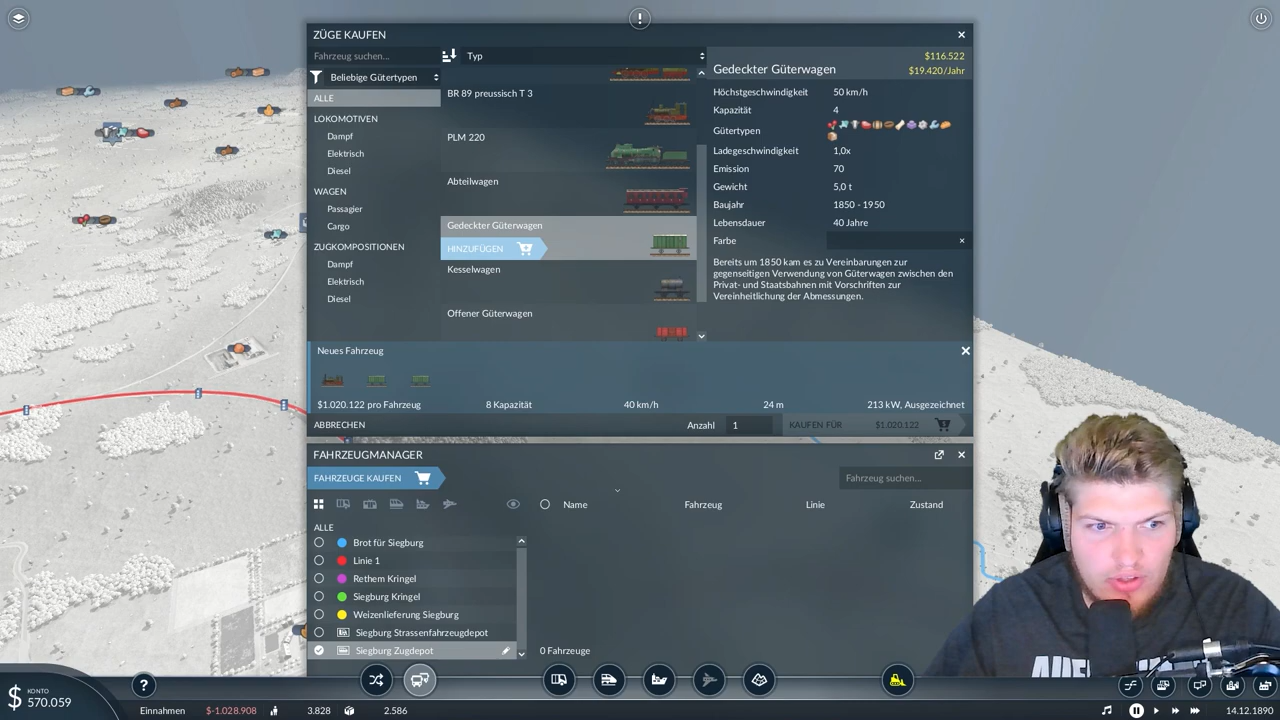 ZÜGE KAUFEN
Fahrzeug suchen...
Typ
$116.522
Gedeckter Güterwagen
$19.420/Jahr
Beliebige Gütertypen
ALLE
LOKOMOTIVEN
Dampf
Elektrisch
Diesel
WAGEN
Passagier
Cargo
ZUGKOMPOSITIONEN
Dampf
Elektrisch
Diesel
BR 89 preussisch T 3
PLM 220
Abteilwagen
Gedeckter Güterwagen
HINZUFÜGEN
Kesselwagen
Offener Güterwagen
Höchstgeschwindigkeit 50 km/h
Kapazität 4
Gütertypen
Ladegeschwindigkeit 1,0x
Emission 70
Gewicht 5,0 t
Baujahr 1850 - 1950
Lebensdauer 40 Jahre
Farbe
Bereits um 1850 kam es zu Vereinbarungen zur
gegenseitigen Verwendung von Güterwagen zwischen den
Privat- und Staatsbahnen mit Vorschriften zur
Vereinheitlichung der Abmessungen.
Neues Fahrzeug
$1.020.122 pro Fahrzeug 8 Kapazität 40 km/h 24 m 213 kW, Ausgezeichnet
ABBRECHEN Anzahl 1 KAUFEN FÜR $1.020.122
FAHRZEUGMANAGER
FAHRZEUGE KAUFEN
Fahrzeug suchen...
Name Fahrzeug Linie Zustand
ALLE
Brot für Siegburg
Linie 1
Rethem Kringel
Siegburg Kringel
Weizenlieferung Siegburg
Siegburg Strassenfahrzeugdepot
Siegburg Zugdepot
0 Fahrzeuge
$ KONTO
570.059
?
Einnahmen $-1.028.908 3.828 2.586
14.12.1890